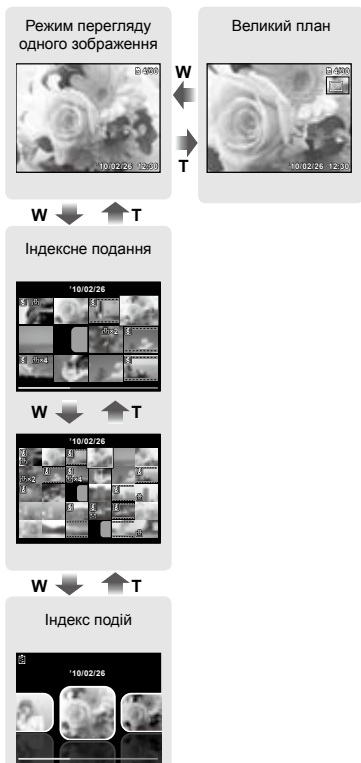 Режим перегляду
одного зображення
4/30
'10/02/26 12:30
W
T
Великий план
4/30
'10/02/26 12:30
W T
Індексне подання
'10/02/26
×2
×4
W T
'10/02/26
×2 ×4
W T
Індекс подій
'10/02/26